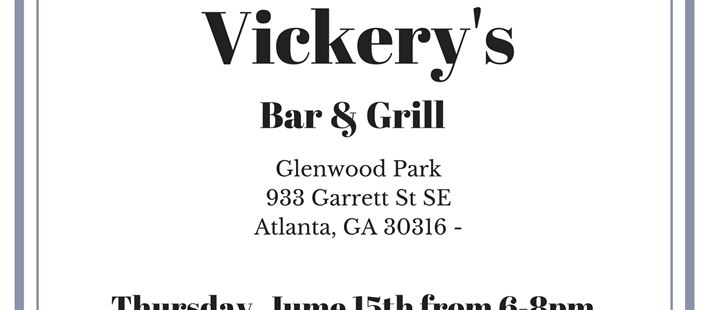 Vickery's
Bar & Grill
Glenwood Park
933 Garrett St SE
Atlanta, GA 30316 -
Thursday, June 15th from 6-8pm